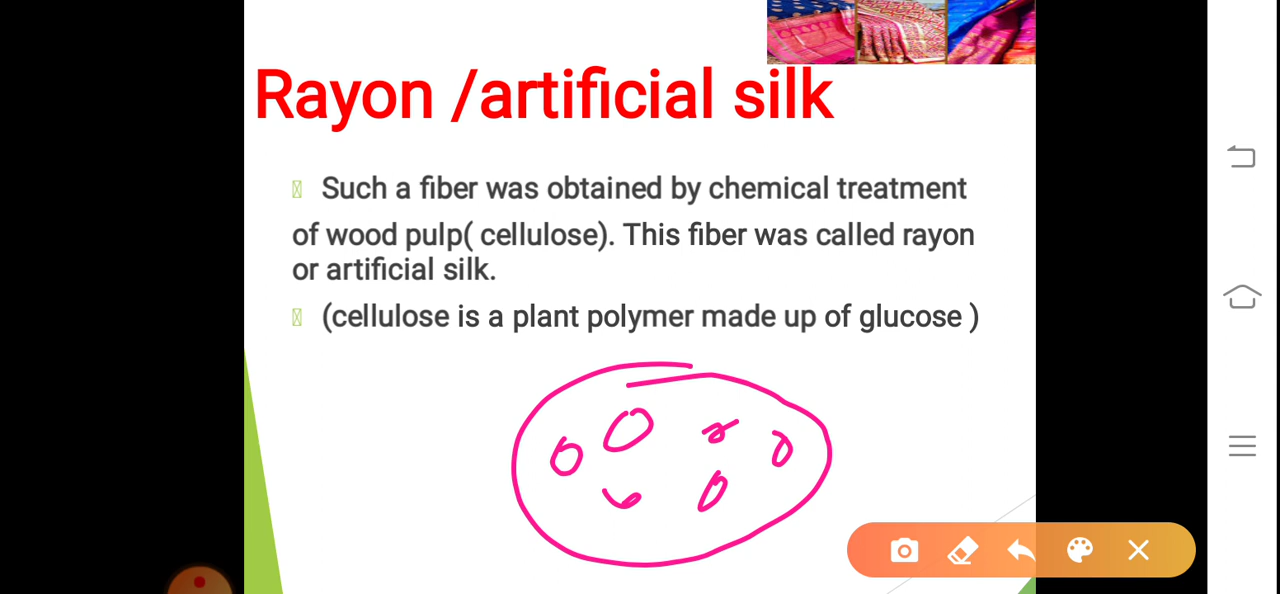 Rayon /artificial silk
Such a fiber was obtained by chemical treatment
of wood pulp( cellulose). This fiber was called rayon
or artificial silk.
(cellulose is a plant polymer made up of glucose )